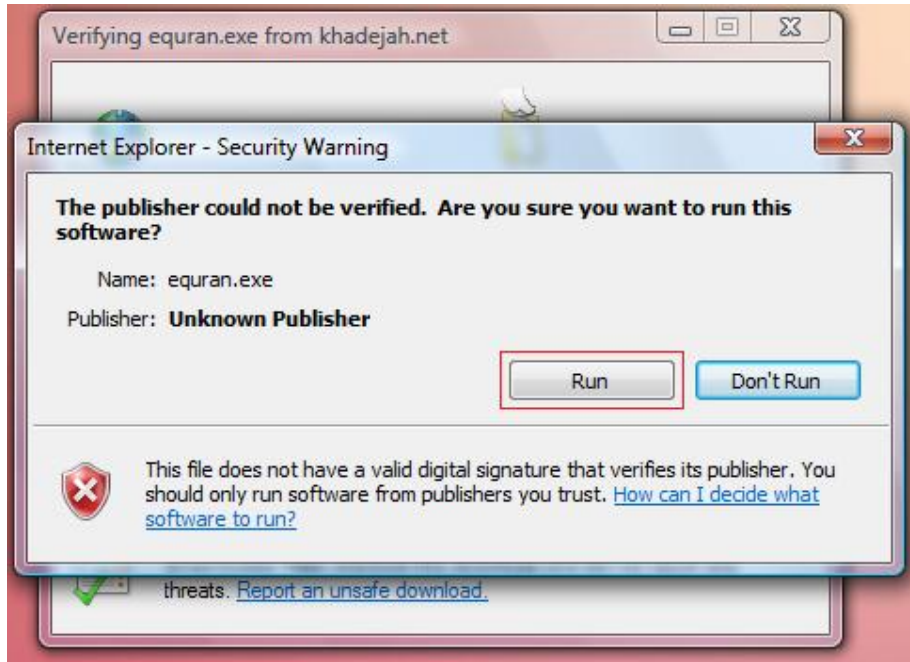 Verifying equran.exe from khadejah.net
Internet Explorer - Security Warning
The publisher could not be verified. Are you sure you want to run this
software?
Name: equran.exe
Publisher: Unknown Publisher
Run
Don't Run
This file does not have a valid digital signature that verifies its publisher. You
should only run software from publishers you trust. How can I decide what
software to run?
threats. Report an unsafe download.